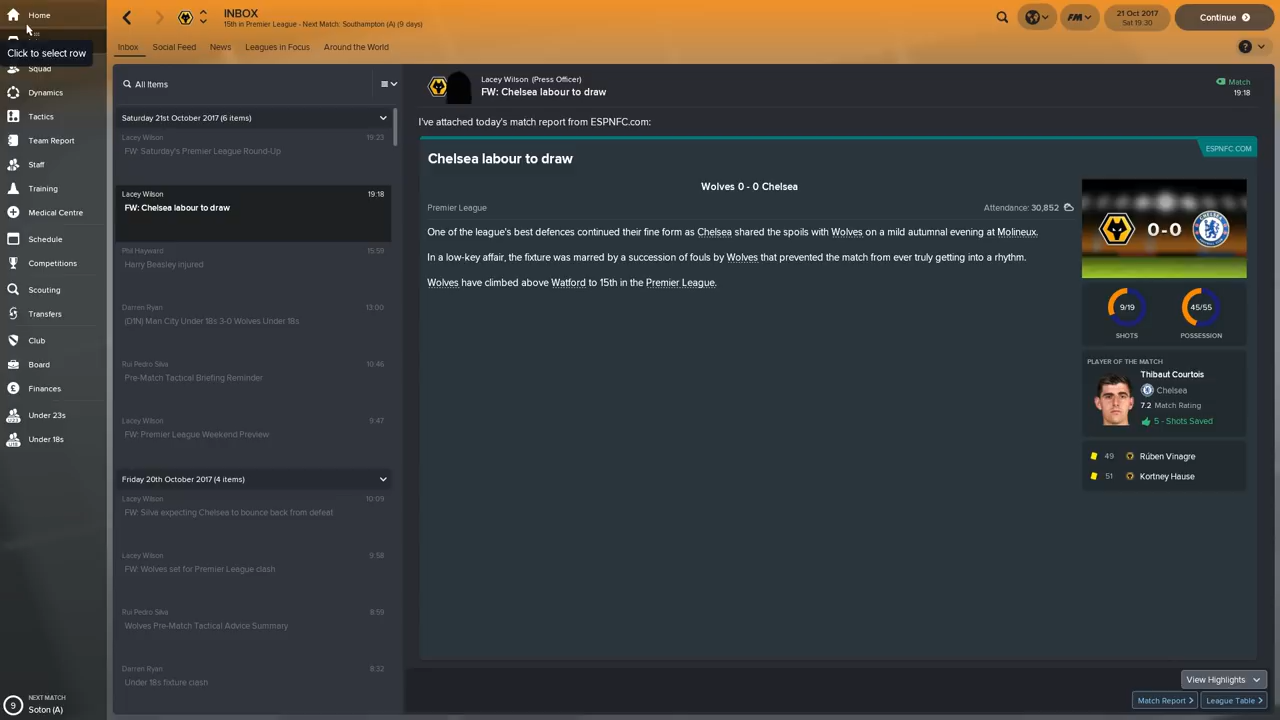 Home
Click to select row
Squad
Dynamics
Tactics
Team Report
Staff
Training
Medical Centre
Schedule
Competitions
Scouting
Transfers
Club
Board
Finances
Under 23s
Under 18s
9
NEXT MATCH
Soton (A)
INBOX
15th in Premier League - Next Match: Southampton (A) (9 days)
FM
21 Oct 2017
Sat 19:30
Continue
Inbox
Social Feed
News
Leagues in Focus
Around the World
?
All Items
Saturday 21st October 2017 (6 items)
Lacey Wilson 19:23
FW: Saturday's Premier League Round-Up
Lacey Wilson 19:18
FW: Chelsea labour to draw
Phil Hayward 15:59
Harry Beasley injured
Darren Ryan 13:00
(D1N) Man City Under 18s 3-0 Wolves Under 18s
Rui Pedro Silva 10:46
Pre-Match Tactical Briefing Reminder
Lacey Wilson 9:47
FW: Premier League Weekend Preview
Friday 20th October 2017 (4 items)
Lacey Wilson 10:09
FW: Silva expecting Chelsea to bounce back from defeat
Lacey Wilson 9:58
FW: Wolves set for Premier League clash
Rui Pedro Silva 8:59
Wolves Pre-Match Tactical Advice Summary
Darren Ryan 8:32
Under 18s fixture clash
Lacey Wilson (Press Officer)
FW: Chelsea labour to draw
Match
19:18
I've attached today's match report from ESPNFC.com:
ESPNFC.COM
Chelsea labour to draw
Wolves 0 - 0 Chelsea
Premier League
Attendance: 30,852
One of the league's best defences continued their fine form as Chelsea shared the spoils with Wolves on a mild autumnal evening at Molineux.
In a low-key affair, the fixture was marred by a succession of fouls by Wolves that prevented the match from ever truly getting into a rhythm.
Wolves have climbed above Watford to 15th in the Premier League.
0-0
9/19
45/55
SHOTS
POSSESSION
PLAYER OF THE MATCH
Thibaut Courtois
Chelsea
7.2 Match Rating
5 - Shots Saved
49 Rúben Vinagre
51 Kortney Hause
View Highlights
Match Report
League Table